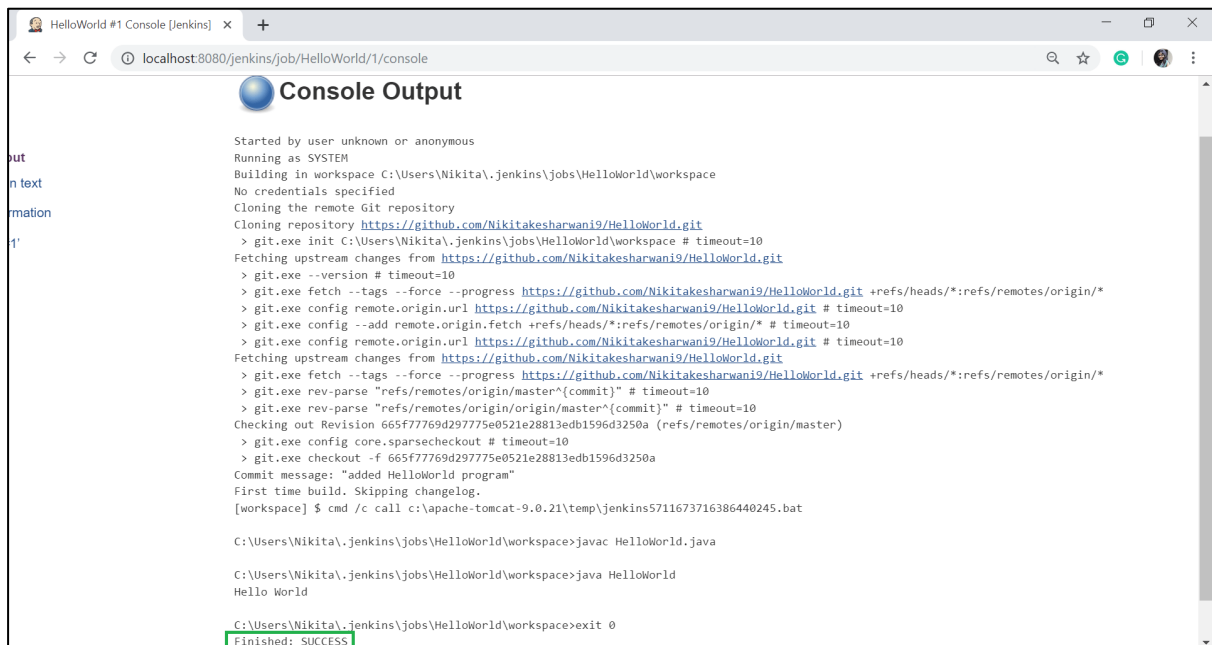 HelloWorld #1 Console [Jenkins]
localhost:8080/jenkins/job/HelloWorld/1/console
Console Output
Started by user unknown or anonymous
Running as SYSTEM
Building in workspace C:\Users\Nikita\.jenkins\jobs\HelloWorld\workspace
No credentials specified
Cloning the remote Git repository
Cloning repository https://github.com/Nikitakesharwani9/HelloWorld.git
> git.exe init C:\Users\Nikita\.jenkins\jobs\HelloWorld\workspace # timeout=10
Fetching upstream changes from https://github.com/Nikitakesharwani9/HelloWorld.git
> git.exe --version # timeout=10
> git.exe fetch --tags --force --progress https://github.com/Nikitakesharwani9/HelloWorld.git +refs/heads/*:refs/remotes/origin/*
> git.exe config remote.origin.url https://github.com/Nikitakesharwani9/HelloWorld.git # timeout=10
> git.exe config --add remote.origin.fetch +refs/heads/*:refs/remotes/origin/* # timeout=10
> git.exe config remote.origin.url https://github.com/Nikitakesharwani9/HelloWorld.git # timeout=10
Fetching upstream changes from https://github.com/Nikitakesharwani9/HelloWorld.git
> git.exe fetch --tags --force --progress https://github.com/Nikitakesharwani9/HelloWorld.git +refs/heads/*:refs/remotes/origin/*
> git.exe rev-parse "refs/remotes/origin/master^{commit}" # timeout=10
> git.exe rev-parse "refs/remotes/origin/origin/master^{commit}" # timeout=10
Checking out Revision 665f77769d297775e0521e28813edb1596d3250a (refs/remotes/origin/master)
> git.exe config core.sparsecheckout # timeout=10
> git.exe checkout -f 665f77769d297775e0521e28813edb1596d3250a
Commit message: "added HelloWorld program"
First time build. Skipping changelog.
[workspace] $ cmd /c call c:\apache-tomcat-9.0.21\temp\jenkins5711673716386440245.bat
C:\Users\Nikita\.jenkins\jobs\HelloWorld\workspace>javac HelloWorld.java
C:\Users\Nikita\.jenkins\jobs\HelloWorld\workspace>java HelloWorld
Hello World
C:\Users\Nikita\.jenkins\jobs\HelloWorld\workspace>exit 0
Finished: SUCCESS